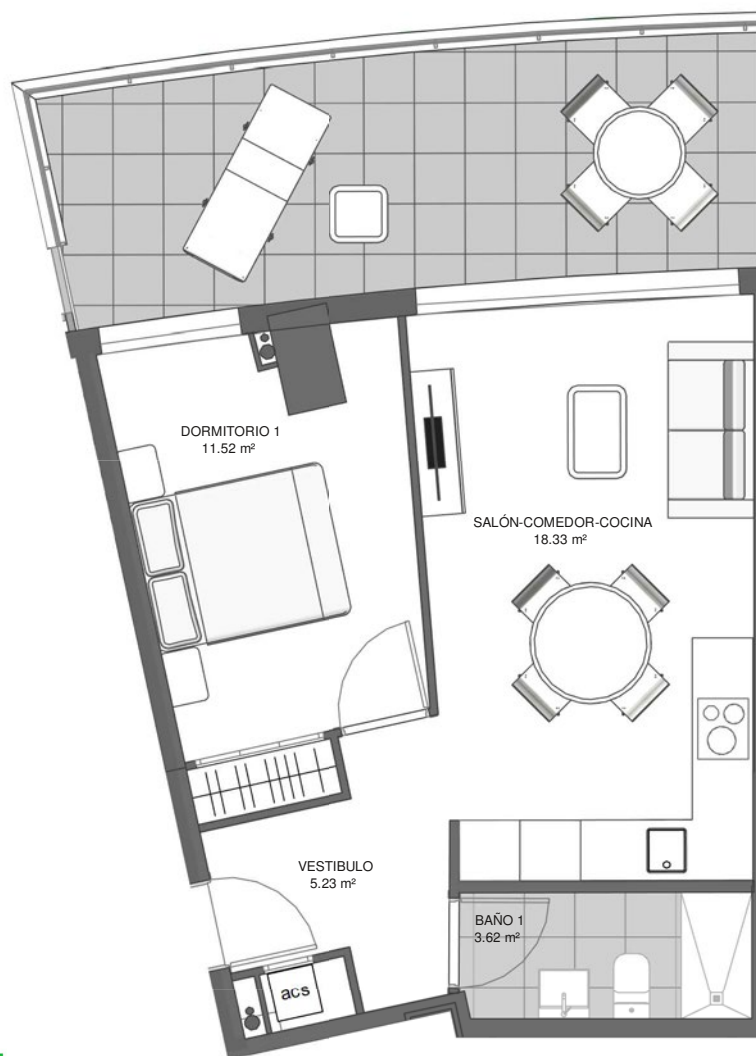 DORMITORIO 1
11.52 m²
SALÓN-COMEDOR-COCINA
18.33 m²
VESTIBULO
5.23 m²
BAÑO 1
3.62 m²
acs